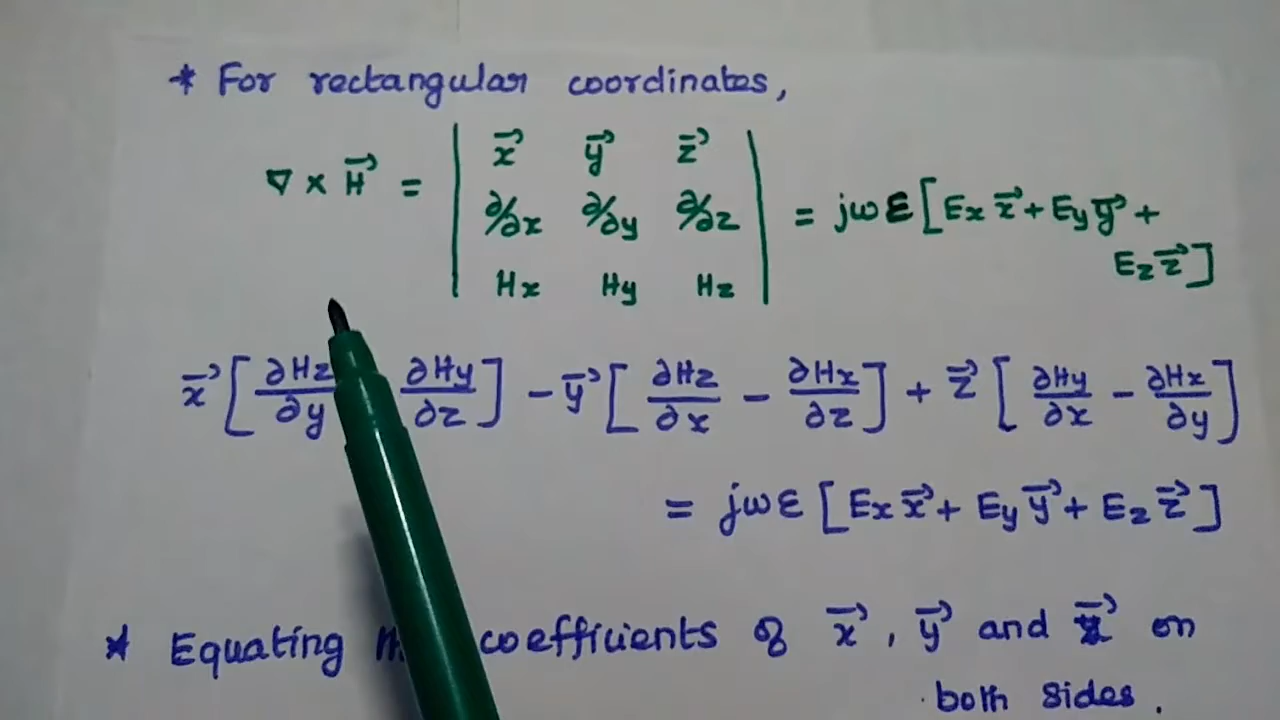 * For rectangular coordinates,
∇ × H⃗ = | x⃗ y⃗ z⃗ | = jωε [Ex x⃗ + Ey y⃗ +
| ∂/∂x ∂/∂y ∂/∂z | Ez z⃗]
| Hx Hy Hz |
x⃗ [∂Hz/∂y ∂Hy/∂z] - y⃗ [∂Hz/∂x - ∂Hx/∂z] + z⃗ [∂Hy/∂x - ∂Hx/∂y]
= jωε [Ex x⃗ + Ey y⃗ + Ez z⃗]
* Equating coefficients of x⃗, y⃗ and z⃗ on
both sides.